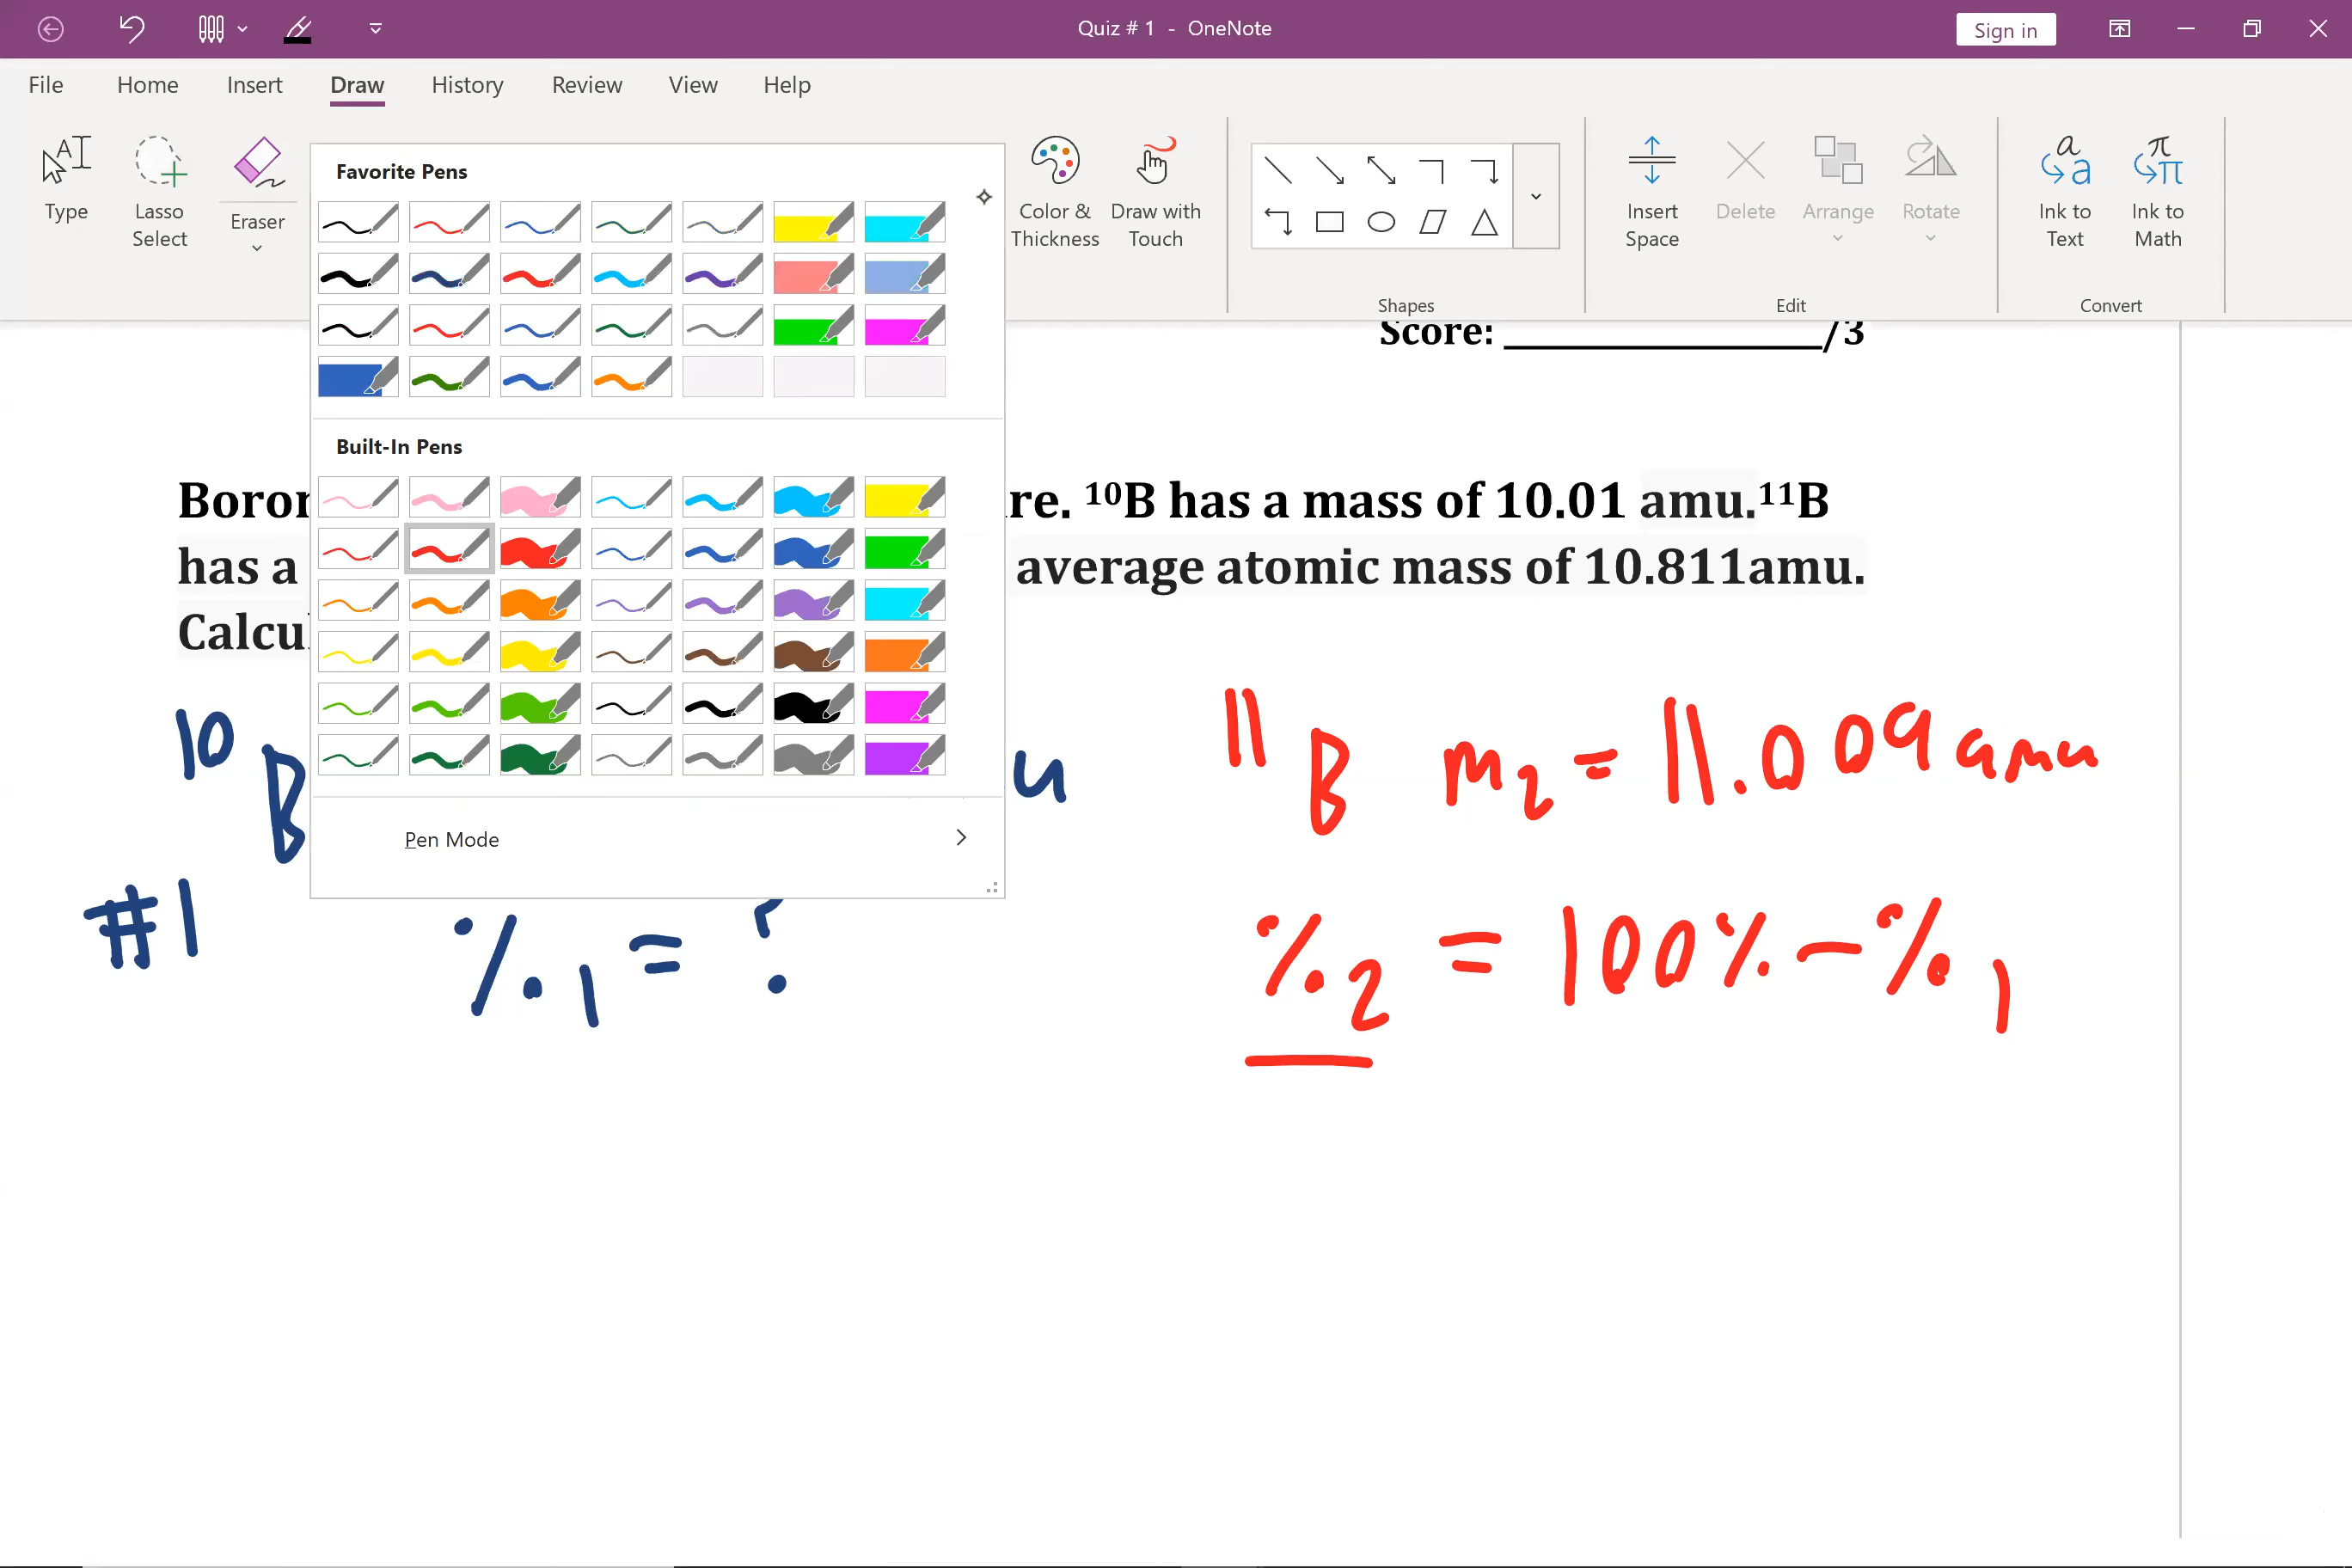 Quiz # 1 - OneNote
Sign in
File Home Insert Draw History Review View Help
Type
Lasso Select
Eraser
Favorite Pens
Built-In Pens
Pen Mode
Color & Thickness
Draw with Touch
Shapes
Insert Space
Delete
Arrange
Rotate
Edit
Ink to Text
Ink to Math
Convert
Score: ________________/3
Boron re. ¹⁰B has a mass of 10.01 amu.¹¹B
has a average atomic mass of 10.811amu.
Calcu
¹⁰B u
¹¹B m₂ = 11.009 amu
#1 %₁ = ?
%₂ = 100% - %₁